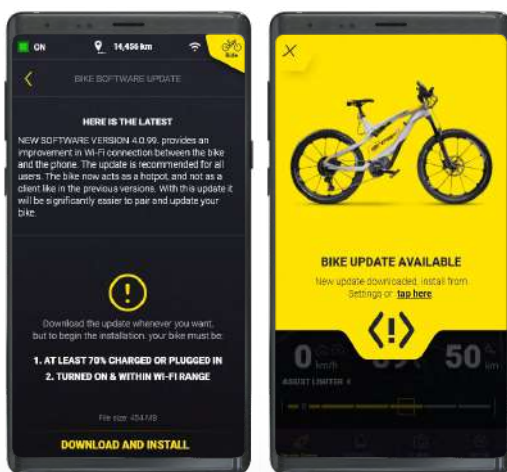 ON
14,456 km
Ride
BIKE SOFTWARE UPDATE
HERE IS THE LATEST
NEW SOFTWARE VERSION 4.0.99. provides an
improvement in Wi-Fi connection between the bike
and the phone. The update is recommended for all
users. The bike now acts as a hotpot, and not as a
client like in the previous versions. With this update it
will be significantly easier to pair and update your
bike.
Download the update whenever you want,
but to begin the installation, your bike must be:
1. AT LEAST 70% CHARGED OR PLUGGED IN
2. TURNED ON & WITHIN WI-FI RANGE
File size: 454 MB
DOWNLOAD AND INSTALL
BIKE UPDATE AVAILABLE
New update downloaded, install from
Settings or tap here.
0 km/h
50 km
ASSIST LIMITER